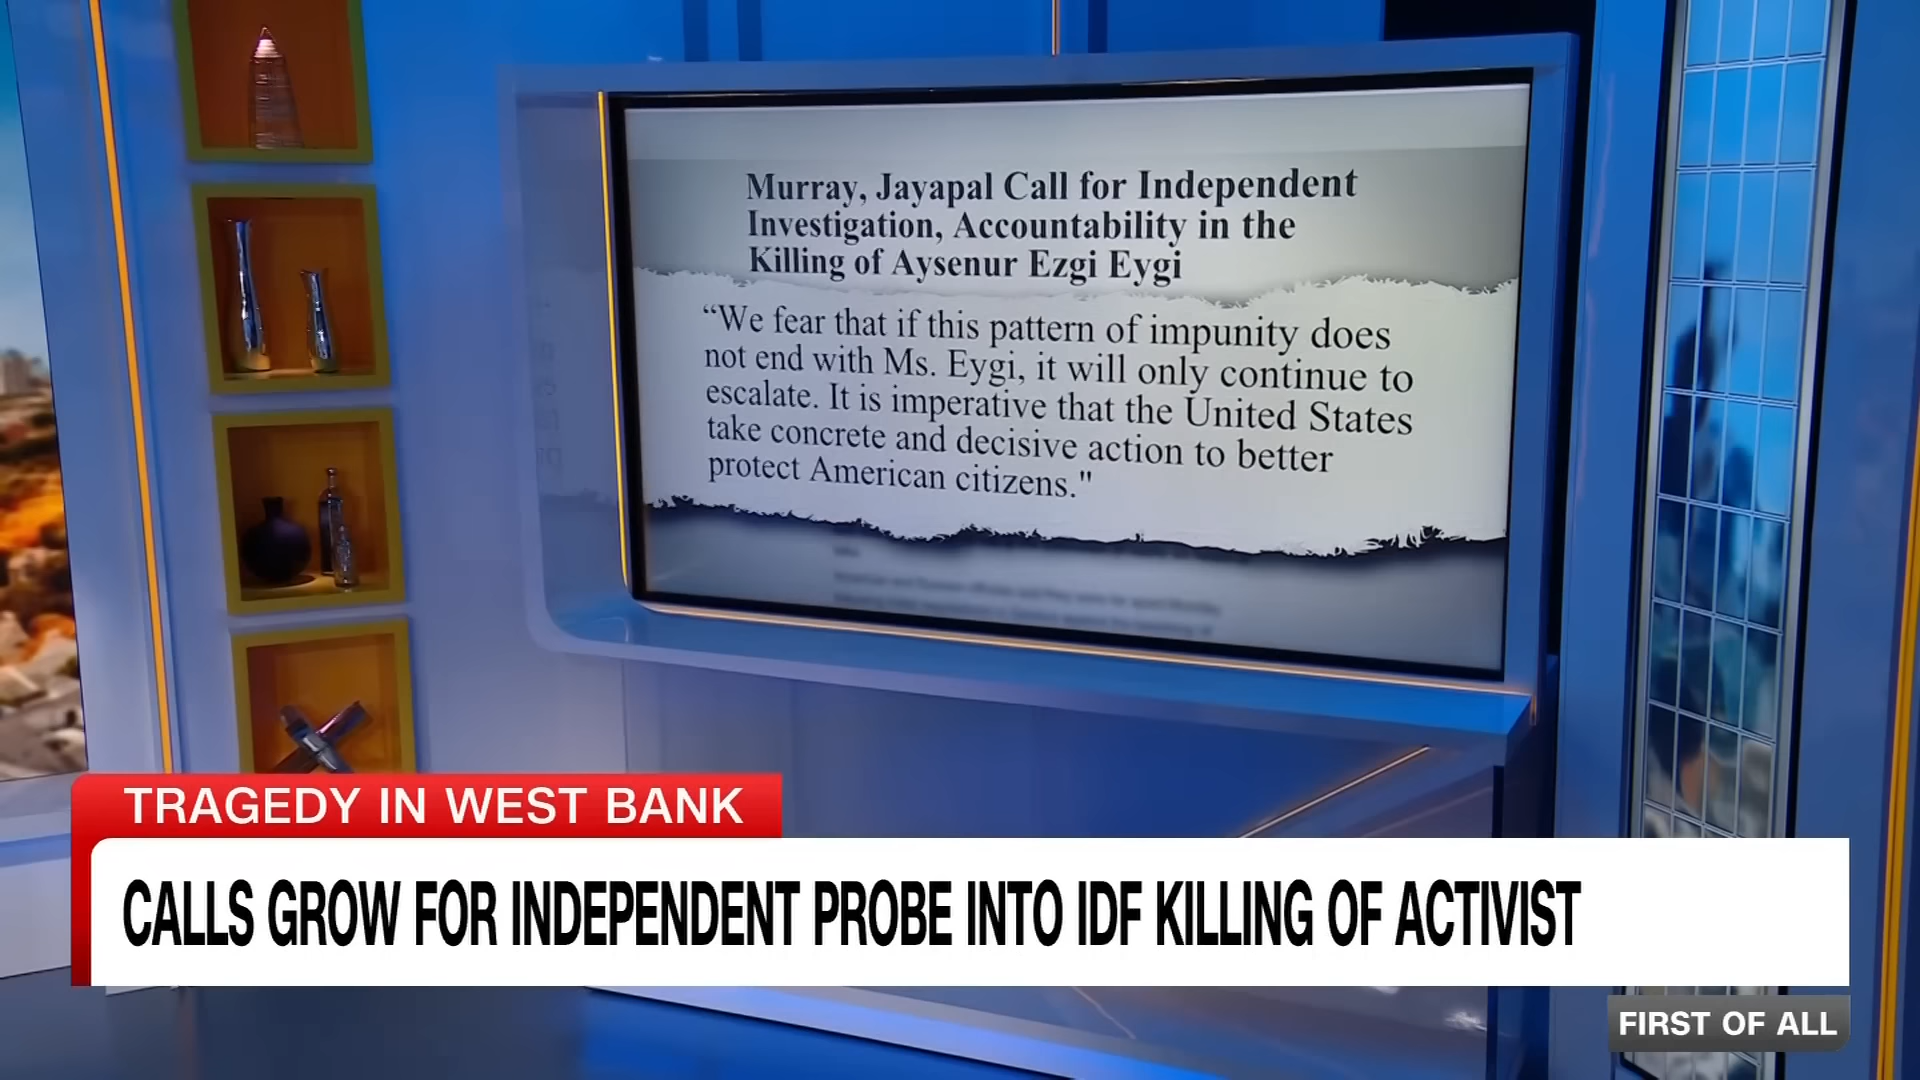 Murray, Jayapal Call for Independent
Investigation, Accountability in the
Killing of Aysenur Ezgi Eygi
“We fear that if this pattern of impunity does
not end with Ms. Eygi, it will only continue to
escalate. It is imperative that the United States
take concrete and decisive action to better
protect American citizens."
TRAGEDY IN WEST BANK
CALLS GROW FOR INDEPENDENT PROBE INTO IDF KILLING OF ACTIVIST
FIRST OF ALL